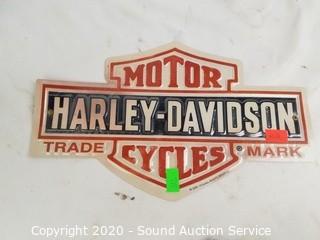 MOTOR
HARLEY-DAVIDSON
TRADE ® MARK
CYCLES
Copyright © 2020 - Sound Auction Service